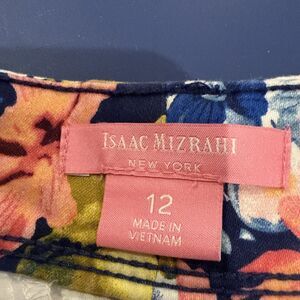 ISAAC MIZRAHI
NEW YORK
12
MADE IN
VIETNAM